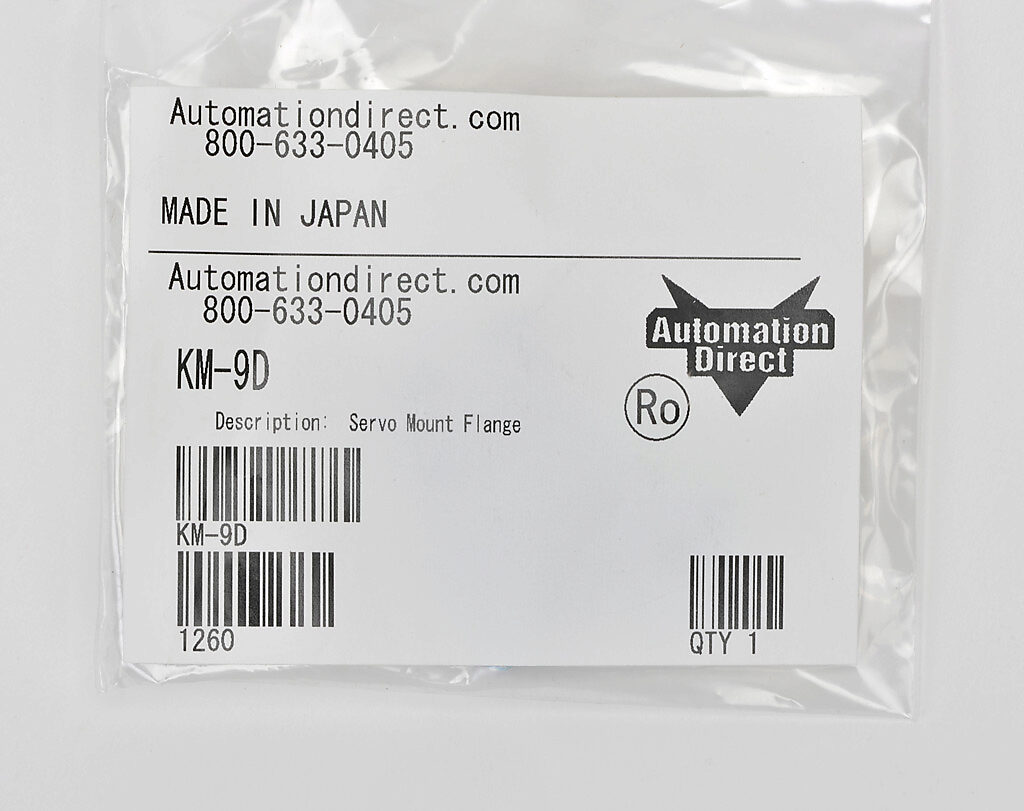 Automationdirect.com
800-633-0405
MADE IN JAPAN
Automationdirect.com
800-633-0405
Automation
Direct
KM-9D
Ro
Description: Servo Mount Flange
KM-9D
1260
QTY 1